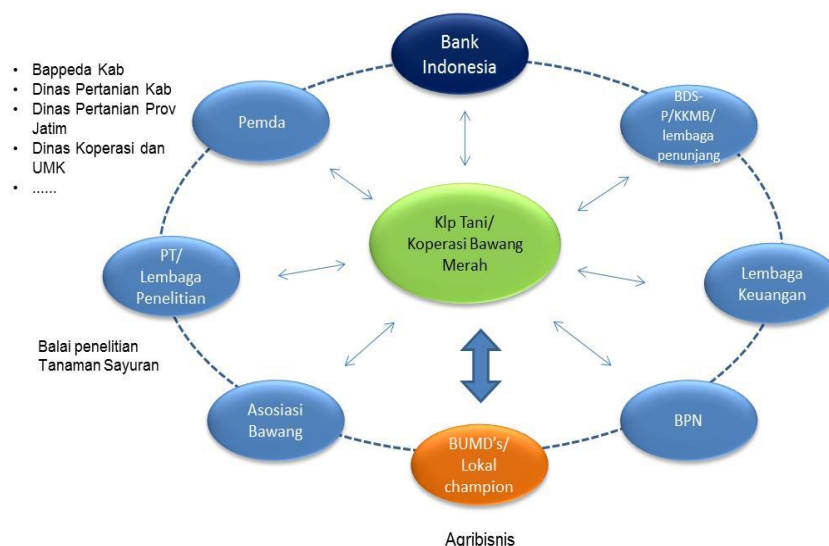 Bank
Indonesia
• Bappeda Kab
• Dinas Pertanian Kab
• Dinas Pertanian Prov
Jatim
• Dinas Koperasi dan
UMK
• ......
Pemda
BDS-
P/KKMB/
lembaga
penunjang
Klp Tani/
Koperasi Bawang
Merah
PT/
Lembaga
Penelitian
Lembaga
Keuangan
Balai penelitian
Tanaman Sayuran
Asosiasi
Bawang
BPN
BUMD's/
Lokal
champion
Agribisnis